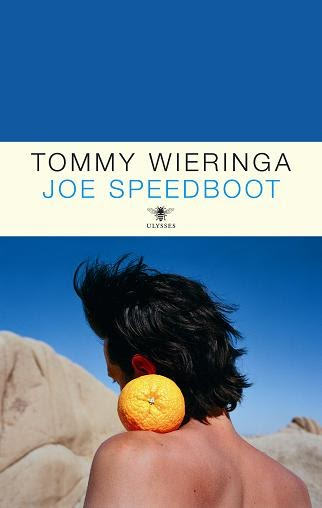 TOMMY WIERINGA
JOE SPEEDBOOT
ULYSSES